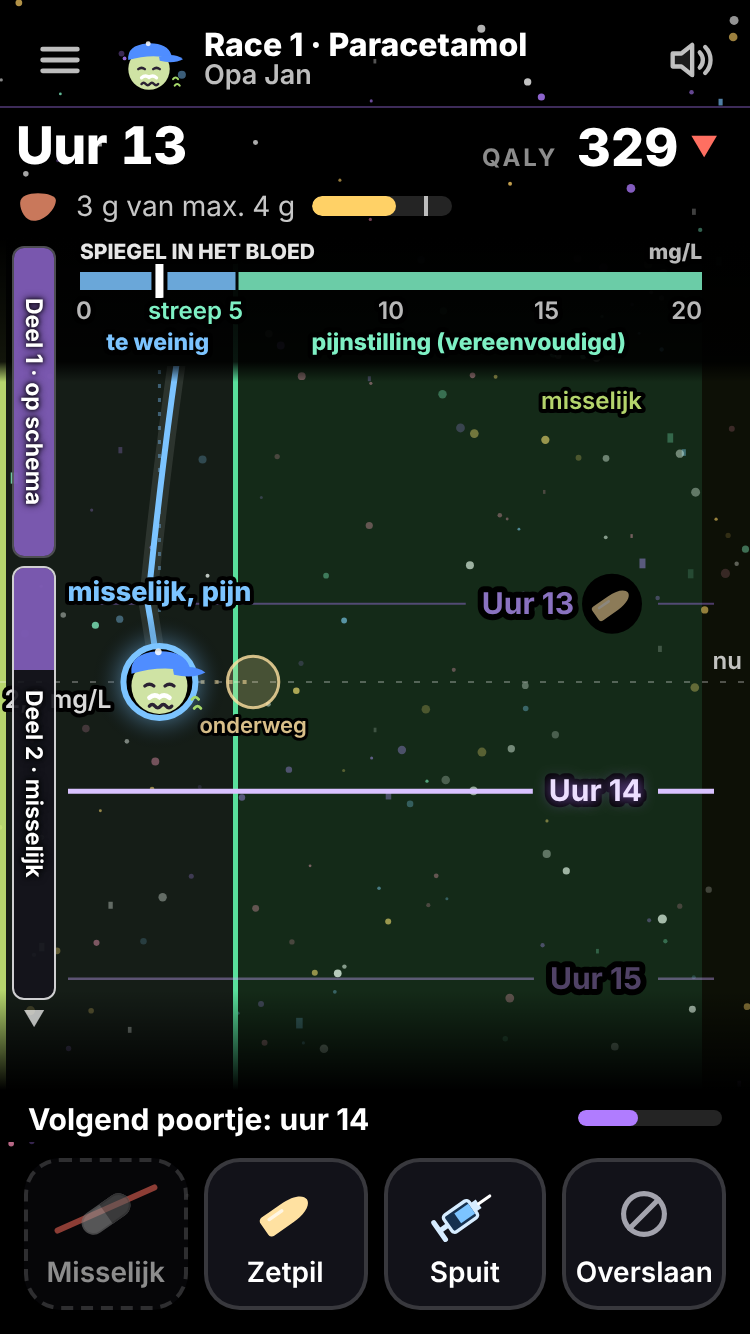 Race 1 · Paracetamol
Opa Jan
Uur 13
QALY 329
3 g van max. 4 g
SPIEGEL IN HET BLOED mg/L
0 streep 5 10 15 20
te weinig pijnstilling (vereenvoudigd)
Deel 1 · op schema
misselijk
misselijk, pijn
Uur 13
nu
mg/L
onderweg
Deel 2 · misselijk
Uur 14
Uur 15
Volgend poortje: uur 14
Misselijk
Zetpil
Spuit
Overslaan